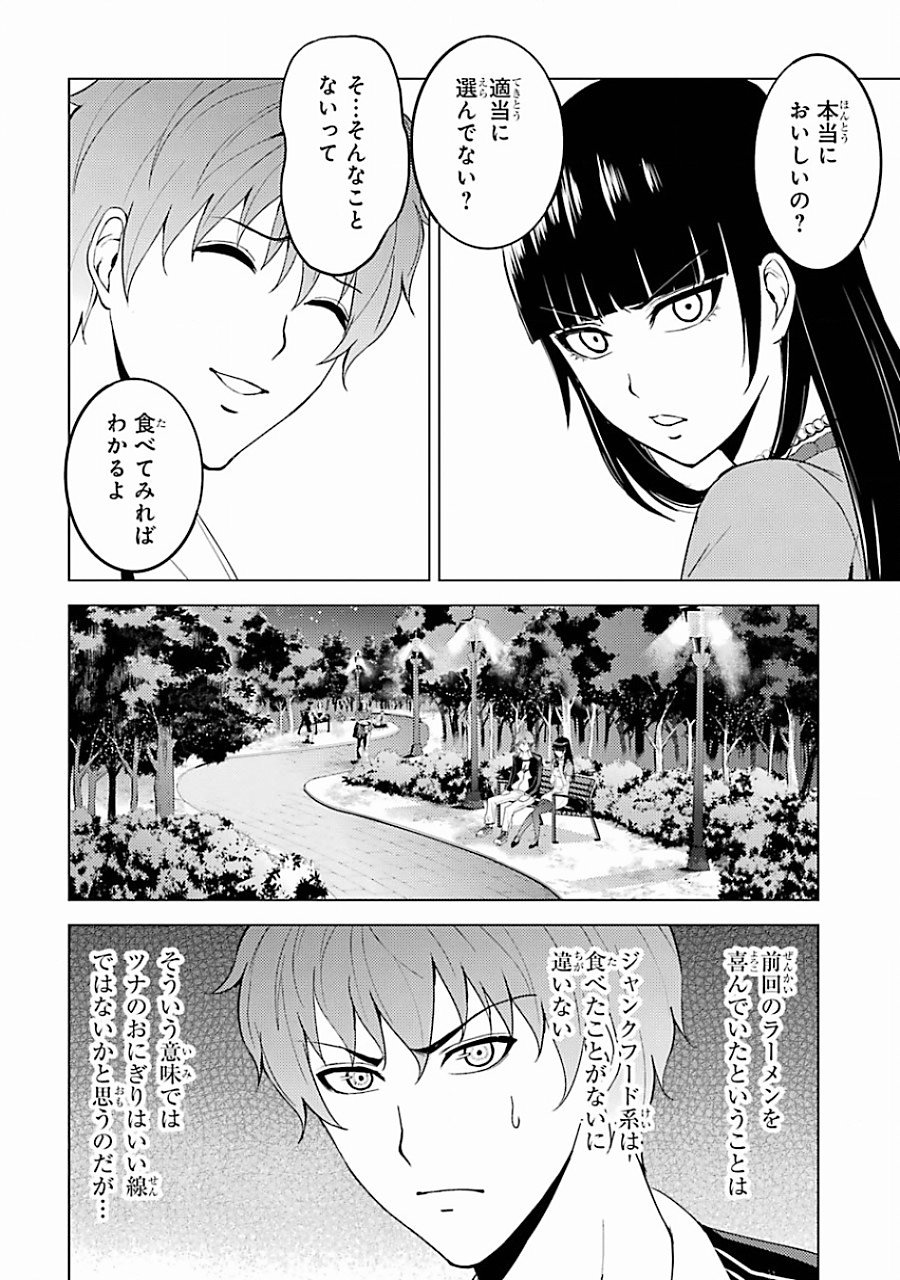 本当に
おいしいの?
適当に
選んでない?
そ…そんなこと
ないって
食べてみれば
わかるよ
前回のラーメンを
喜んでいたということは
ジャンクフード系は
食べたことがないに
違いない
そういう意味では
ツナのおにぎりはいい線
ではないかと思うのだが…